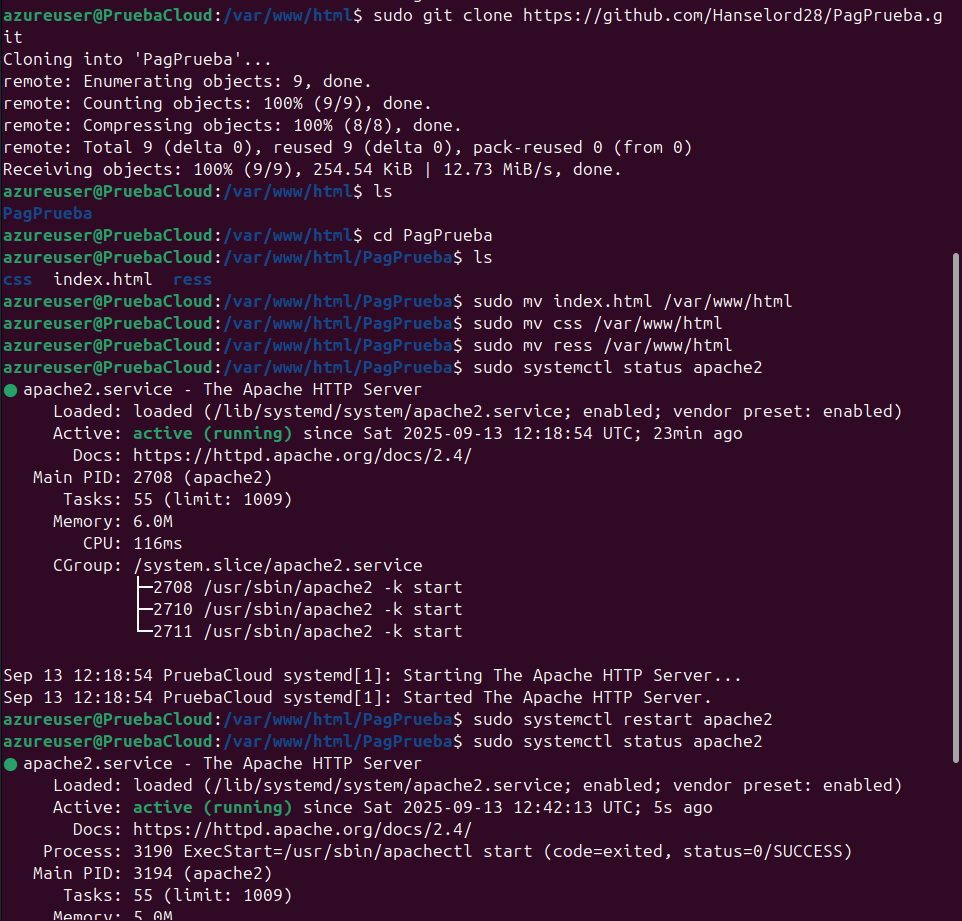 azureuser@PruebaCloud:/var/www/html$ sudo git clone https://github.com/Hanselord28/PagPrueba.g
it
Cloning into 'PagPrueba'...
remote: Enumerating objects: 9, done.
remote: Counting objects: 100% (9/9), done.
remote: Compressing objects: 100% (8/8), done.
remote: Total 9 (delta 0), reused 9 (delta 0), pack-reused 0 (from 0)
Receiving objects: 100% (9/9), 254.54 KiB | 12.73 MiB/s, done.
azureuser@PruebaCloud:/var/www/html$ ls
PagPrueba
azureuser@PruebaCloud:/var/www/html$ cd PagPrueba
azureuser@PruebaCloud:/var/www/html/PagPrueba$ ls
css  index.html  ress
azureuser@PruebaCloud:/var/www/html/PagPrueba$ sudo mv index.html /var/www/html
azureuser@PruebaCloud:/var/www/html/PagPrueba$ sudo mv css /var/www/html
azureuser@PruebaCloud:/var/www/html/PagPrueba$ sudo mv ress /var/www/html
azureuser@PruebaCloud:/var/www/html/PagPrueba$ sudo systemctl status apache2
● apache2.service - The Apache HTTP Server
     Loaded: loaded (/lib/systemd/system/apache2.service; enabled; vendor preset: enabled)
     Active: active (running) since Sat 2025-09-13 12:18:54 UTC; 23min ago
       Docs: https://httpd.apache.org/docs/2.4/
   Main PID: 2708 (apache2)
      Tasks: 55 (limit: 1009)
     Memory: 6.0M
        CPU: 116ms
     CGroup: /system.slice/apache2.service
             ├─2708 /usr/sbin/apache2 -k start
             ├─2710 /usr/sbin/apache2 -k start
             └─2711 /usr/sbin/apache2 -k start
Sep 13 12:18:54 PruebaCloud systemd[1]: Starting The Apache HTTP Server...
Sep 13 12:18:54 PruebaCloud systemd[1]: Started The Apache HTTP Server.
azureuser@PruebaCloud:/var/www/html/PagPrueba$ sudo systemctl restart apache2
azureuser@PruebaCloud:/var/www/html/PagPrueba$ sudo systemctl status apache2
● apache2.service - The Apache HTTP Server
     Loaded: loaded (/lib/systemd/system/apache2.service; enabled; vendor preset: enabled)
     Active: active (running) since Sat 2025-09-13 12:42:13 UTC; 5s ago
       Docs: https://httpd.apache.org/docs/2.4/
    Process: 3190 ExecStart=/usr/sbin/apachectl start (code=exited, status=0/SUCCESS)
   Main PID: 3194 (apache2)
      Tasks: 55 (limit: 1009)
     Memory: 5.0M